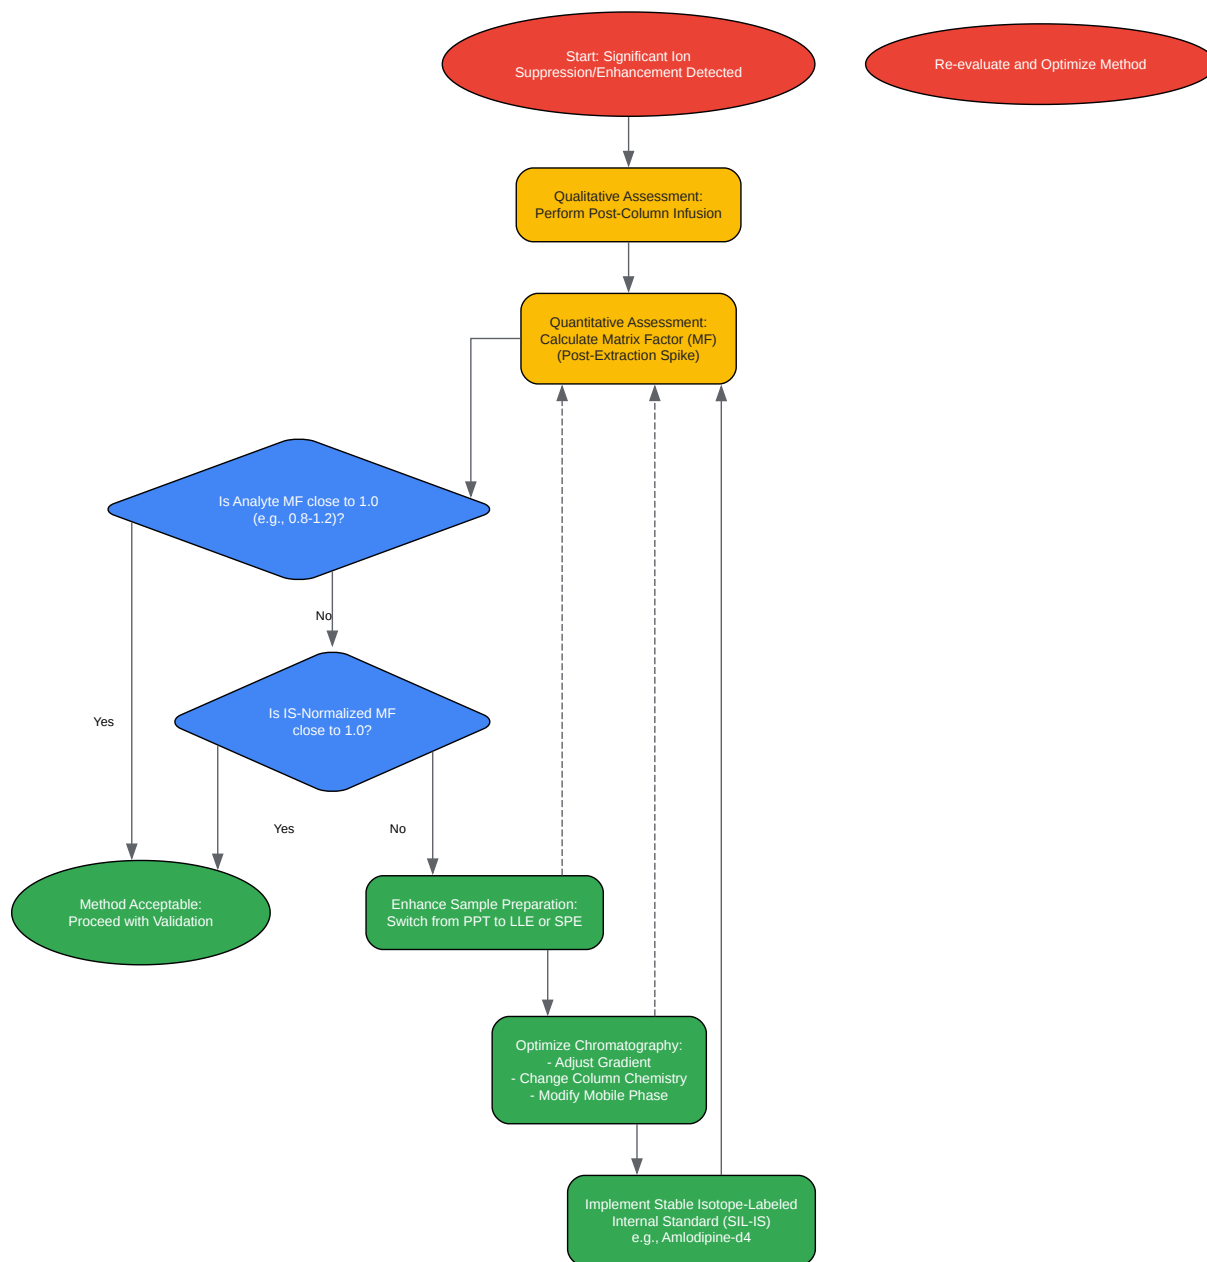 Start: Significant Ion
Suppression/Enhancement Detected
Re-evaluate and Optimize Method
Qualitative Assessment:
Perform Post-Column Infusion
Quantitative Assessment:
Calculate Matrix Factor (MF)
(Post-Extraction Spike)
Is Analyte MF close to 1.0
(e.g., 0.8-1.2)?
No
Is IS-Normalized MF
close to 1.0?
Yes
Yes
No
Method Acceptable:
Proceed with Validation
Enhance Sample Preparation:
Switch from PPT to LLE or SPE
Optimize Chromatography:
- Adjust Gradient
- Change Column Chemistry
- Modify Mobile Phase
Implement Stable Isotope-Labeled
Internal Standard (SIL-IS)
e.g., Amlodipine-d4